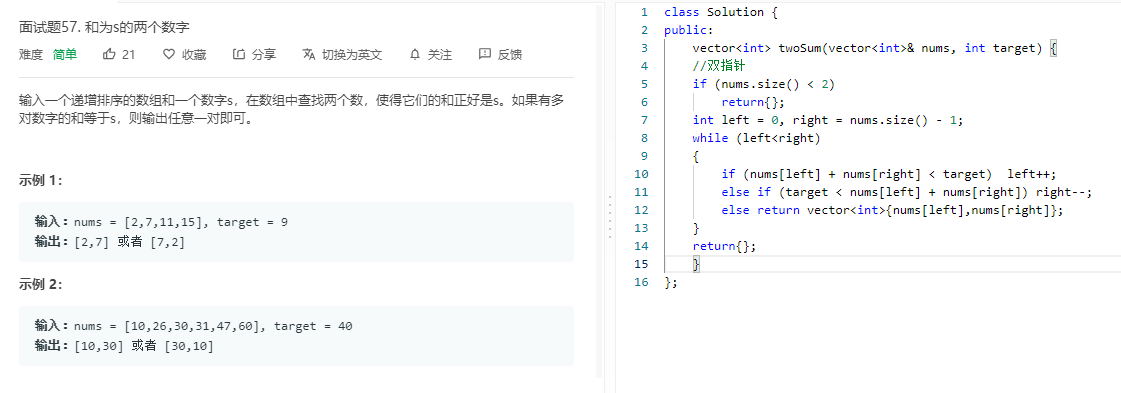 面试题57. 和为s的两个数字
难度 简单 21 收藏 分享 切换为英文 关注 反馈
输入一个递增排序的数组和一个数字s，在数组中查找两个数，使得它们的和正好是s。如果有多
对数字的和等于s，则输出任意一对即可。
示例 1：
输入：nums = [2,7,11,15], target = 9
输出：[2,7] 或者 [7,2]
示例 2：
输入：nums = [10,26,30,31,47,60], target = 40
输出：[10,30] 或者 [30,10]
1 class Solution {
2 public:
3 vector<int> twoSum(vector<int>& nums, int target) {
4 //双指针
5 if (nums.size() < 2)
6 return{};
7 int left = 0, right = nums.size() - 1;
8 while (left<right)
9 {
10 if (nums[left] + nums[right] < target)  left++;
11 else if (target < nums[left] + nums[right]) right--;
12 else return vector<int>{nums[left],nums[right]};
13 }
14 return{};
15 }
16 };